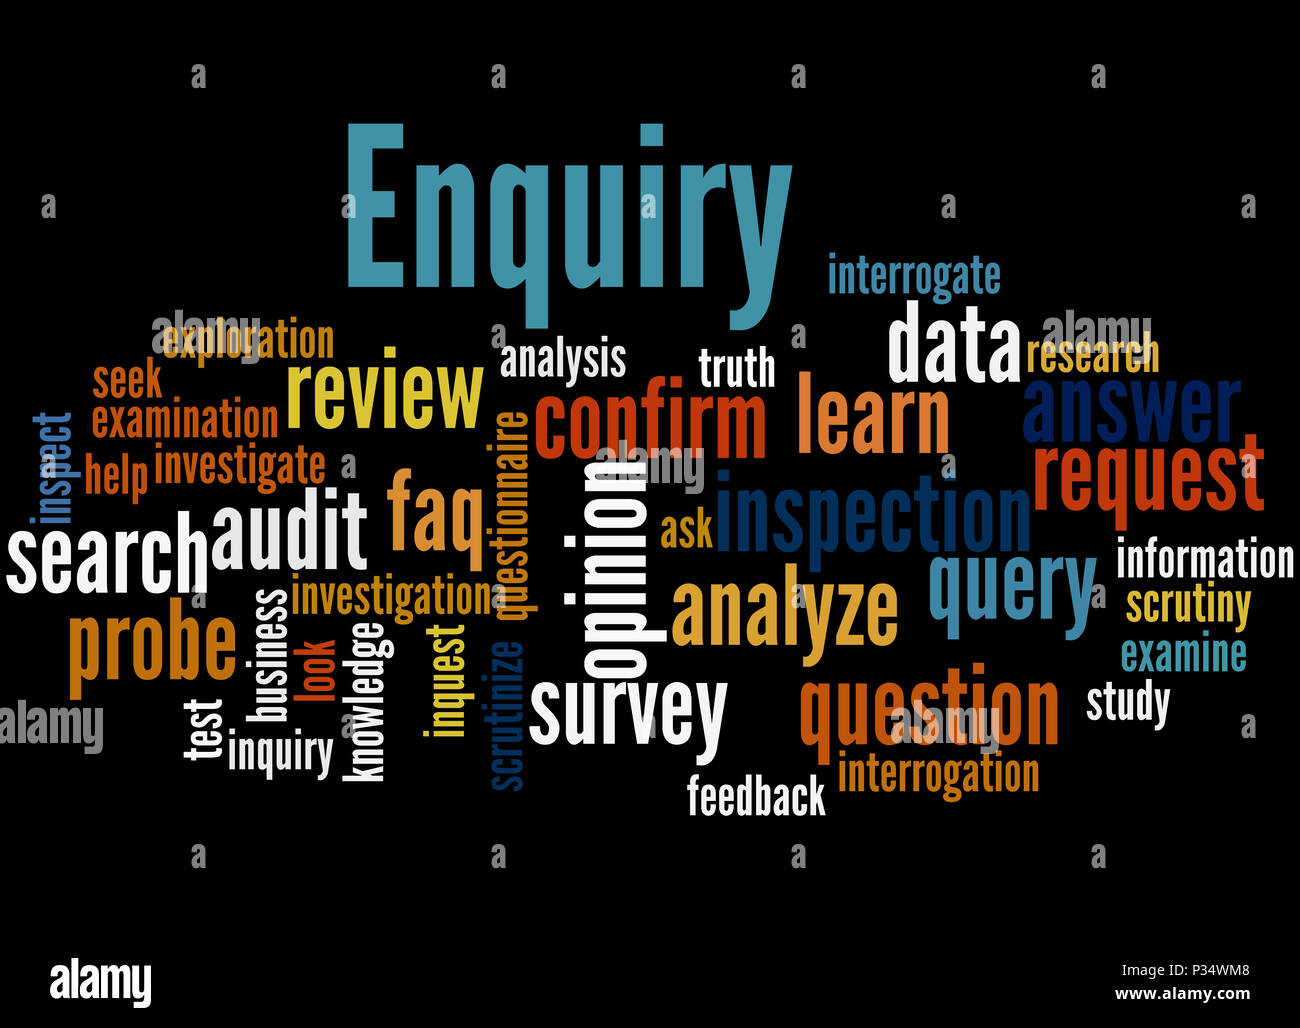 Enquiry
interrogate
data
exploration
analysis
truth
research
seek
review
confirm
learn
answer
examination
inspect
help
investigate
questionnaire
request
faq
opinion
inspection
ask
audit
search
information
query
analyze
scrutiny
investigation
probe
business
look
knowledge
inquest
scrutinize
examine
survey
question
study
test
inquiry
interrogation
feedback
a
alamy
alamy
Image ID: P34WM8
www.alamy.com